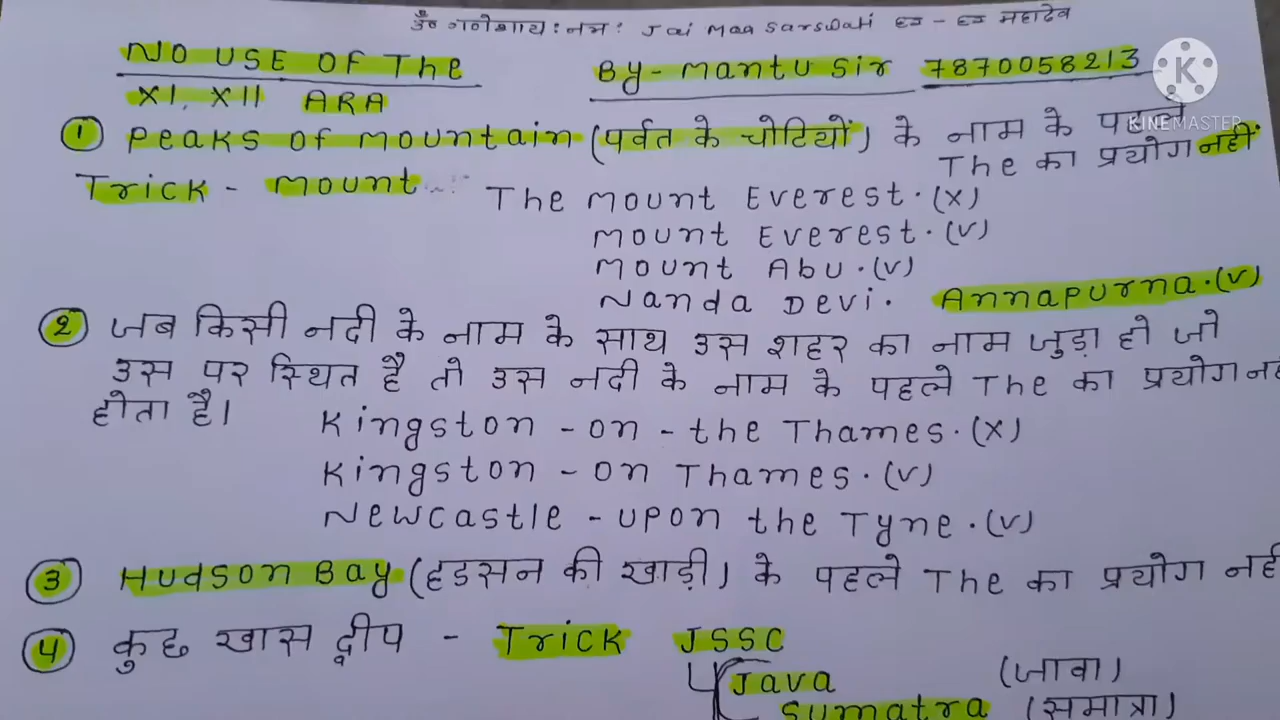 ॐ गणेशायः नमः Jai Maa Sarswati हर - हर महादेव
NO USE OF The By - Mantu Sir 7870058213
XI, XII ARA
KINEMASTER
① Peaks of mountain (पर्वत के चोटियों) के नाम के पहले
The का प्रयोग नहीं
Trick - Mount
The Mount Everest. (X)
Mount Everest. (V)
Mount Abu. (V)
Nanda Devi. Annapurna. (V)
② जब किसी नदी के नाम के साथ उस शहर का नाम जुड़ा हो जो
उस पर स्थित है तो उस नदी के नाम के पहले The का प्रयोग
होता है।
Kingston - on - the Thames. (X)
Kingston - on Thames. (V)
Newcastle - upon the Tyne. (V)
③ Hudson Bay (हडसन की खाड़ी) के पहले The का प्रयोग नहीं
④ कुछ खास द्वीप - Trick JSSC
Java (जावा)
Sumatra (समात्रा)